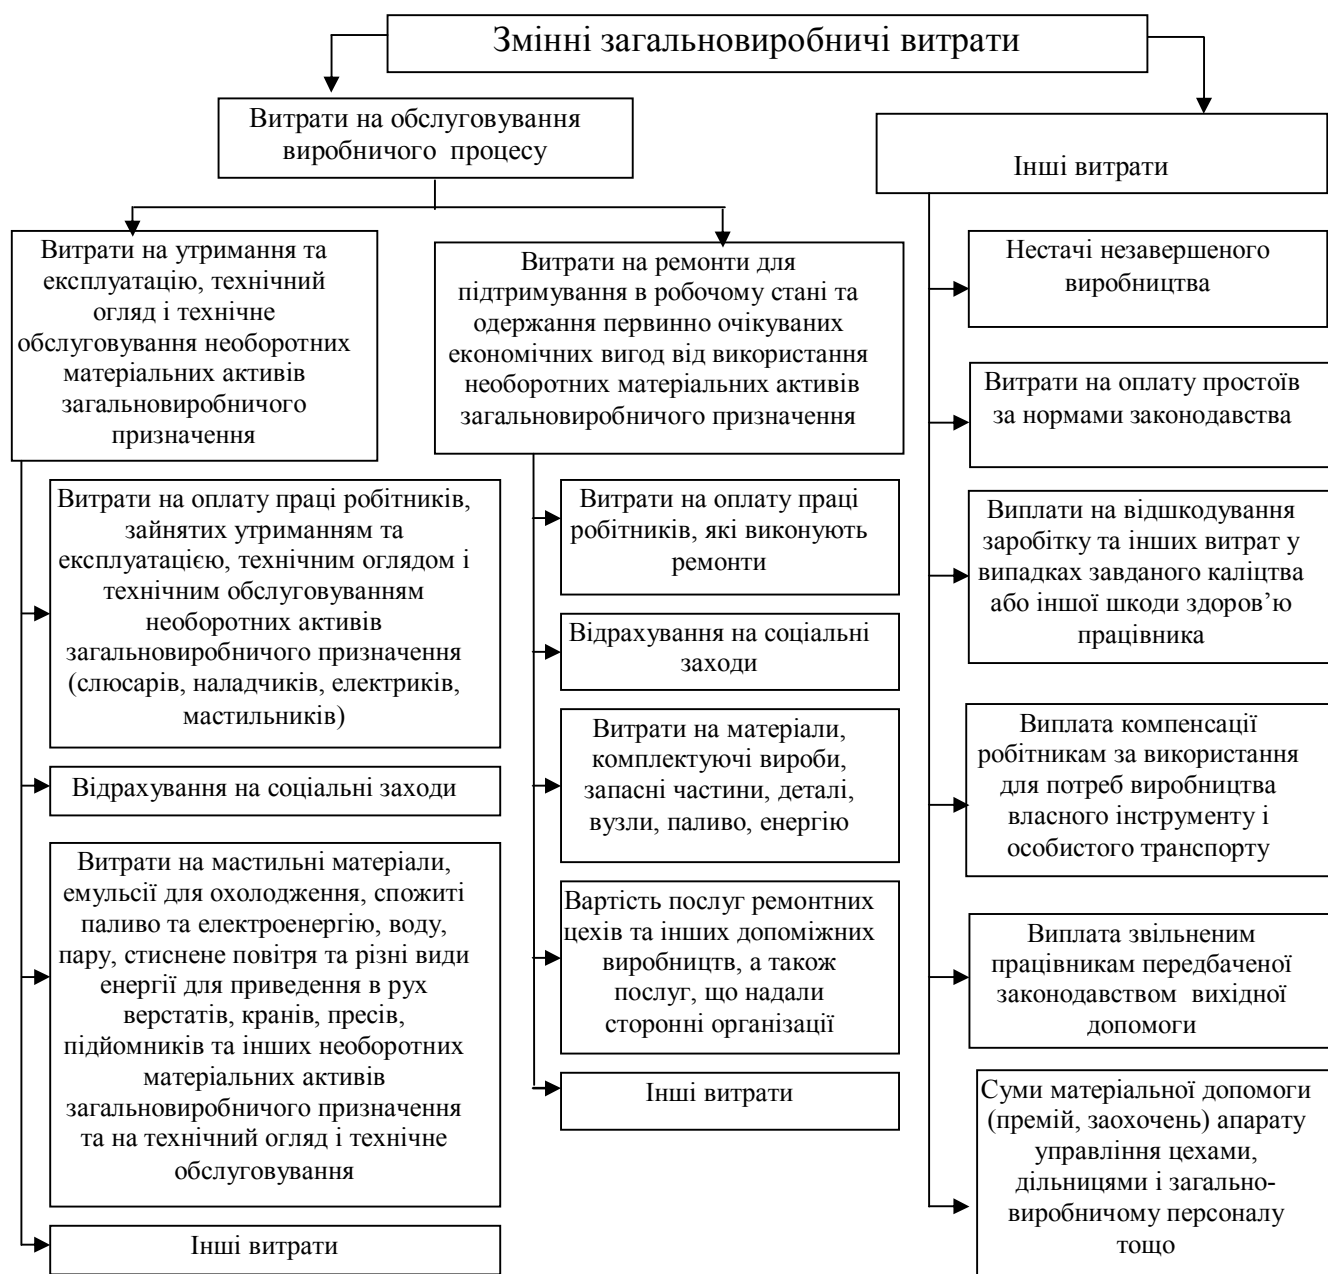 Змінні загальновиробничі витрати
Витрати на обслуговування
виробничого процесу
Інші витрати
Витрати на утримання та
експлуатацію, технічний
огляд і технічне
обслуговування необоротних
матеріальних активів
загальновиробничого
призначення
Витрати на оплату праці робітників,
зайнятих утриманням та
експлуатацією, технічним оглядом і
технічним обслуговуванням
необоротних активів
загальновиробничого призначення
(слюсарів, наладчиків, електриків,
мастильників)
Відрахування на соціальні заходи
Витрати на мастильні матеріали,
емульсії для охолодження, спожиті
паливо та електроенергію, воду,
пару, стиснене повітря та різні види
енергії для приведення в рух
верстатів, кранів, пресів,
підйомників та інших необоротних
матеріальних активів
загальновиробничого призначення
та на технічний огляд і технічне
обслуговування
Інші витрати
Витрати на ремонти для
підтримування в робочому стані та
одержання первинно очікуваних
економічних вигод від використання
необоротних матеріальних активів
загальновиробничого призначення
Витрати на оплату праці
робітників, які виконують
ремонти
Відрахування на соціальні
заходи
Витрати на матеріали,
комплектуючі вироби,
запасні частини, деталі,
вузли, паливо, енергію
Вартість послуг ремонтних
цехів та інших допоміжних
виробництв, а також
послуг, що надали
сторонні організації
Інші витрати
Нестачі незавершеного
виробництва
Витрати на оплату простоїв
за нормами законодавства
Виплати на відшкодування
заробітку та інших витрат у
випадках завданого каліцтва
або іншої шкоди здоров’ю
працівника
Виплата компенсації
робітникам за використання
для потреб виробництва
власного інструменту і
особистого транспорту
Виплата звільненим
працівникам передбаченої
законодавством вихідної
допомоги
Суми матеріальної допомоги
(премій, заохочень) апарату
управління цехами,
дільницями і загально-
виробничому персоналу
тощо